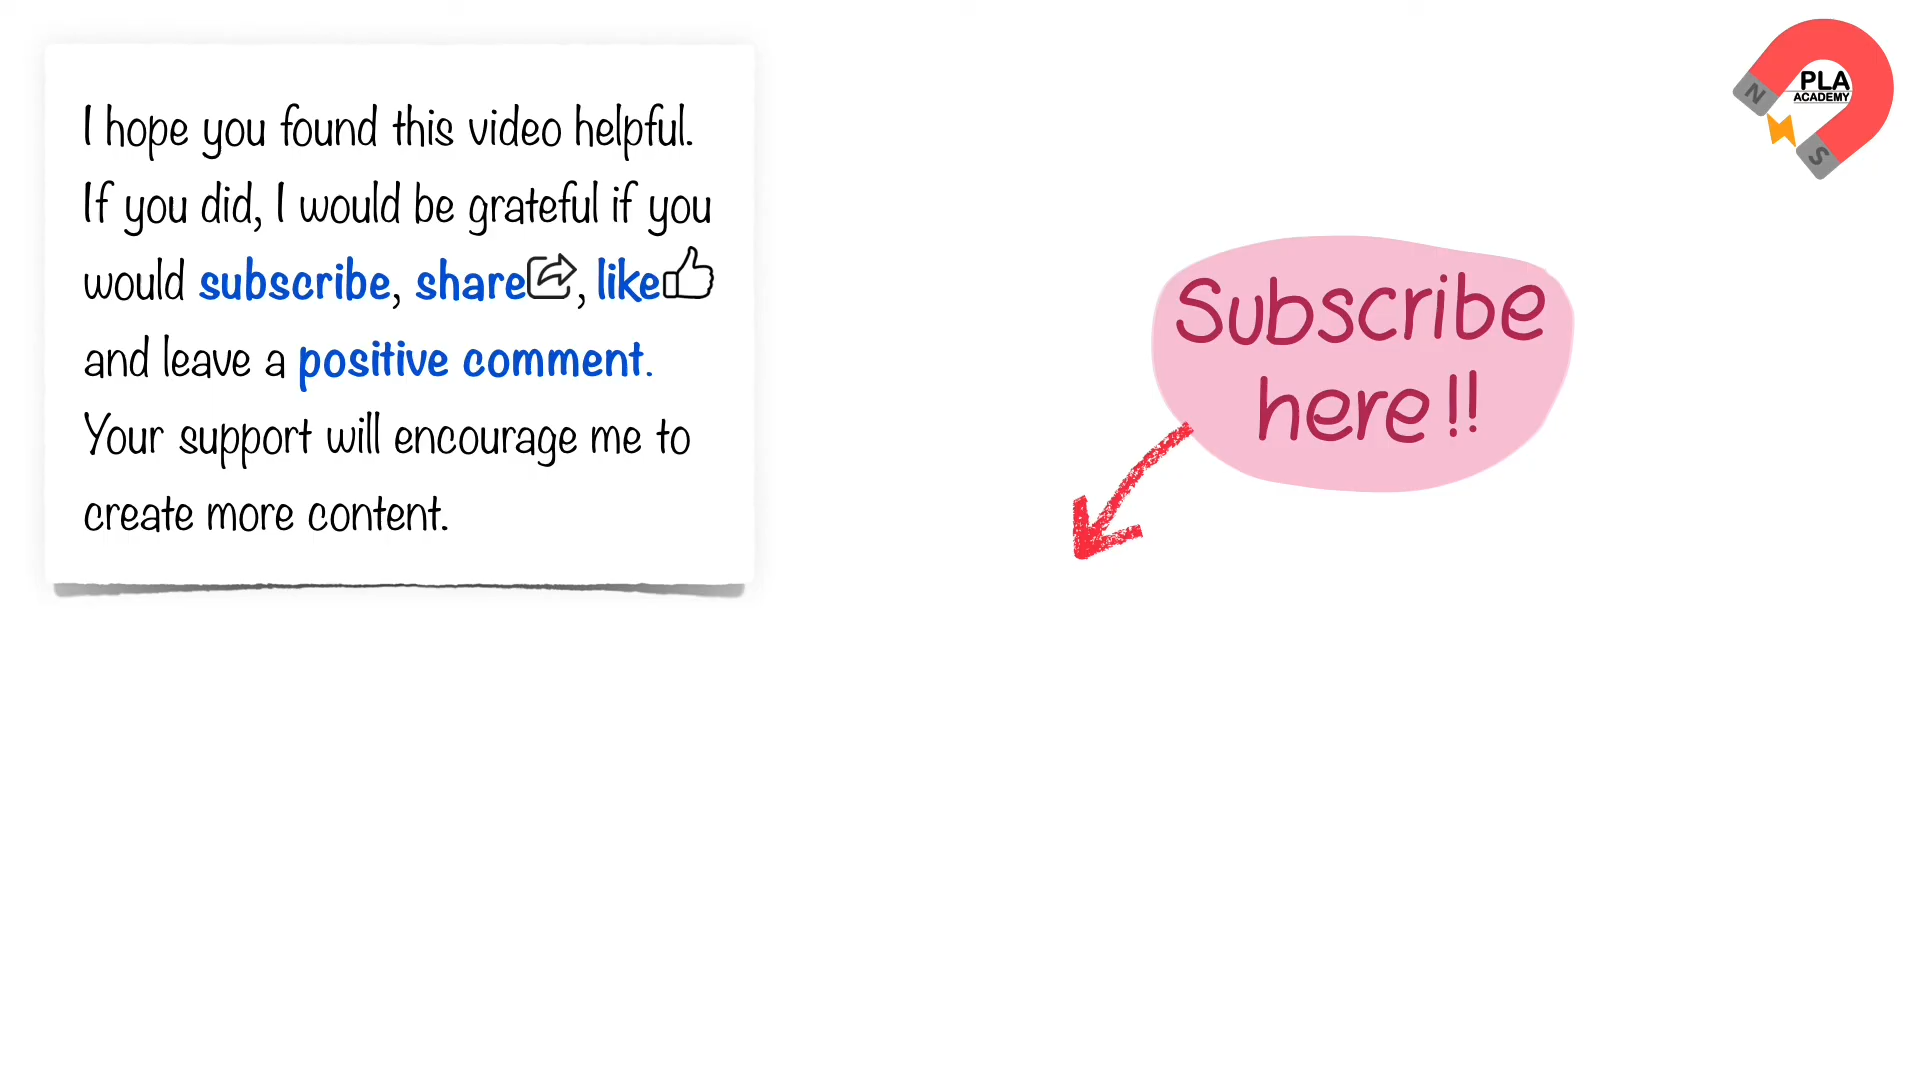 I hope you found this video helpful.
If you did, I would be grateful if you
would subscribe, share, like
and leave a positive comment.
Your support will encourage me to
create more content.
Subscribe
here!!
PLA
ACADEMY
N
S